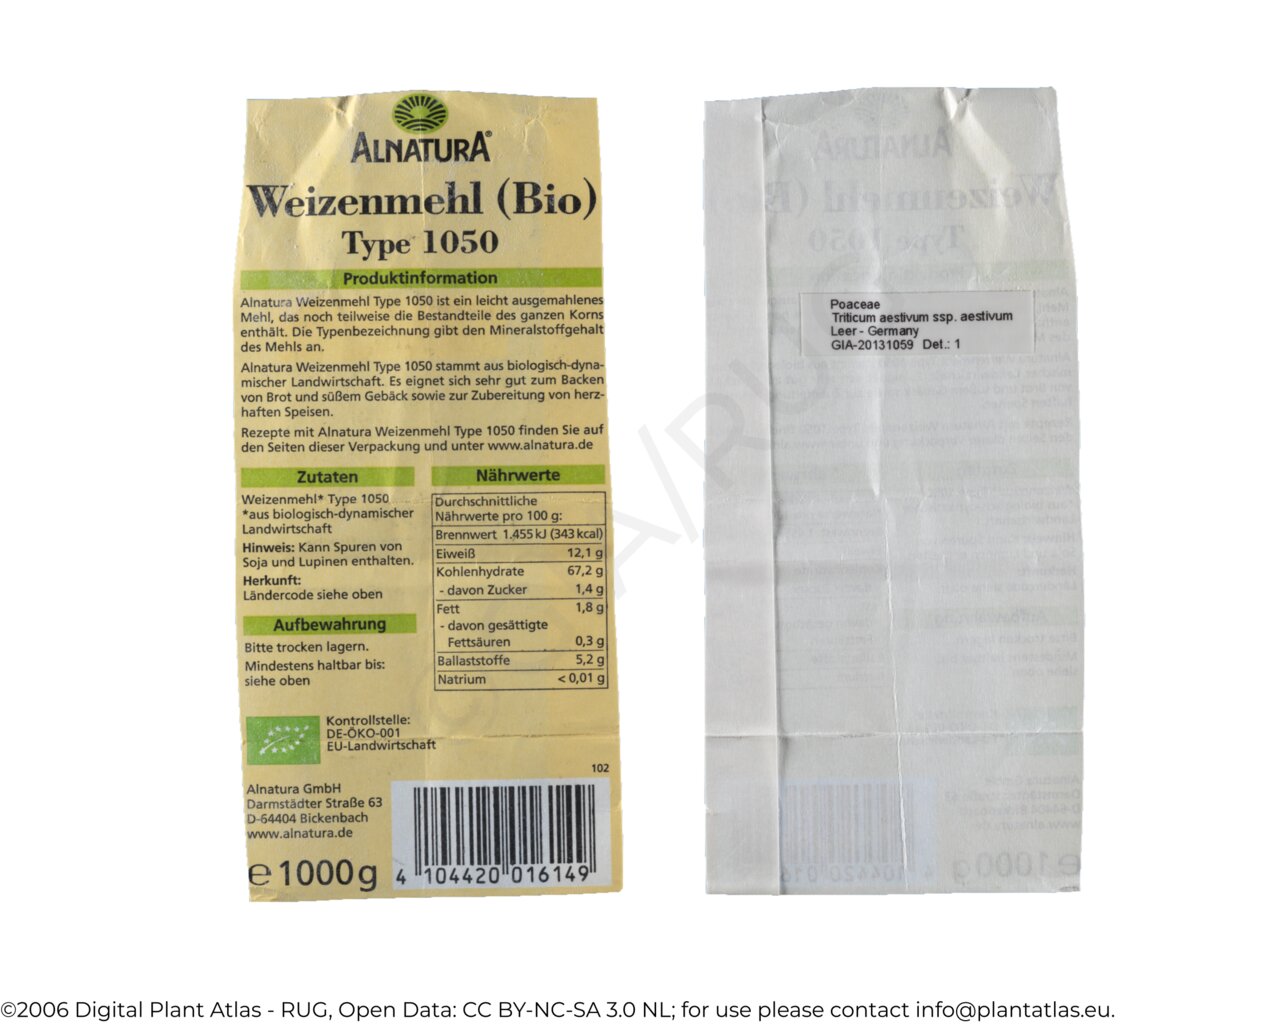 ALNATURA®
Weizenmehl (Bio)
Type 1050
Produktinformation
Alnatura Weizenmehl Type 1050 ist ein leicht ausgemahlenes
Mehl, das noch teilweise die Bestandteile des ganzen Korns
enthält. Die Typenbezeichnung gibt den Mineralstoffgehalt
des Mehls an.
Alnatura Weizenmehl Type 1050 stammt aus biologisch-dyna-
mischer Landwirtschaft. Es eignet sich sehr gut zum Backen
von Brot und süßem Gebäck sowie zur Zubereitung von herz-
haften Speisen.
Rezepte mit Alnatura Weizenmehl Type 1050 finden Sie auf
den Seiten dieser Verpackung und unter www.alnatura.de
Zutaten
Weizenmehl* Type 1050
*aus biologisch-dynamischer
Landwirtschaft
Hinweis: Kann Spuren von
Soja und Lupinen enthalten.
Herkunft:
Ländercode siehe oben
Aufbewahrung
Bitte trocken lagern.
Mindestens haltbar bis:
siehe oben
Nährwerte
Durchschnittliche
Nährwerte pro 100 g:
Brennwert 1.455 kJ (343 kcal)
Eiweiß 12,1 g
Kohlenhydrate 67,2 g
- davon Zucker 1,4 g
Fett 1,8 g
- davon gesättigte
Fettsäuren 0,3 g
Ballaststoffe 5,2 g
Natrium < 0,01 g
Kontrollstelle:
DE-ÖKO-001
EU-Landwirtschaft
102
Alnatura GmbH
Darmstädter Straße 63
D-64404 Bickenbach
www.alnatura.de
e 1000g
4 104420 016149
Poaceae
Triticum aestivum ssp. aestivum
Leer - Germany
GIA-20131059 Det.: 1
©2006 Digital Plant Atlas - RUG, Open Data: CC BY-NC-SA 3.0 NL; for use please contact info@plantatlas.eu.